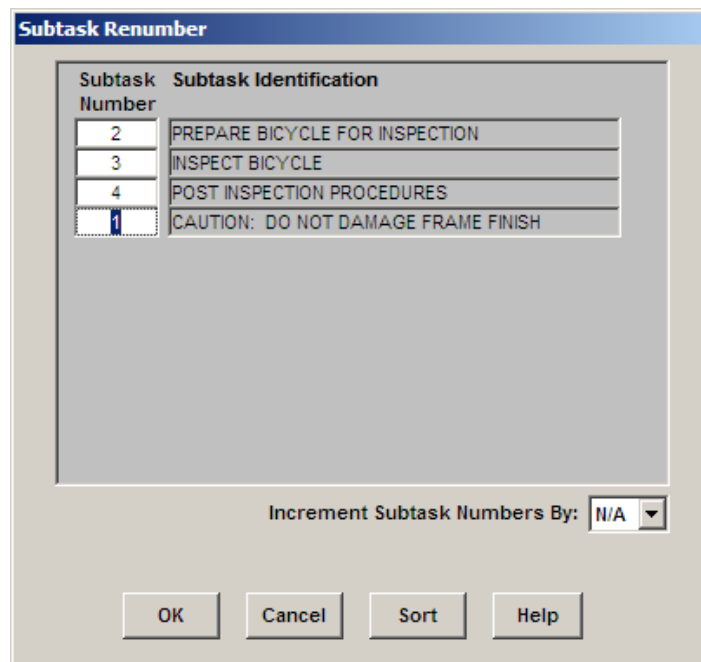 Subtask Renumber
Subtask Subtask Identification
Number
2 PREPARE BICYCLE FOR INSPECTION
3 INSPECT BICYCLE
4 POST INSPECTION PROCEDURES
1 CAUTION: DO NOT DAMAGE FRAME FINISH
Increment Subtask Numbers By: N/A
OK Cancel Sort Help